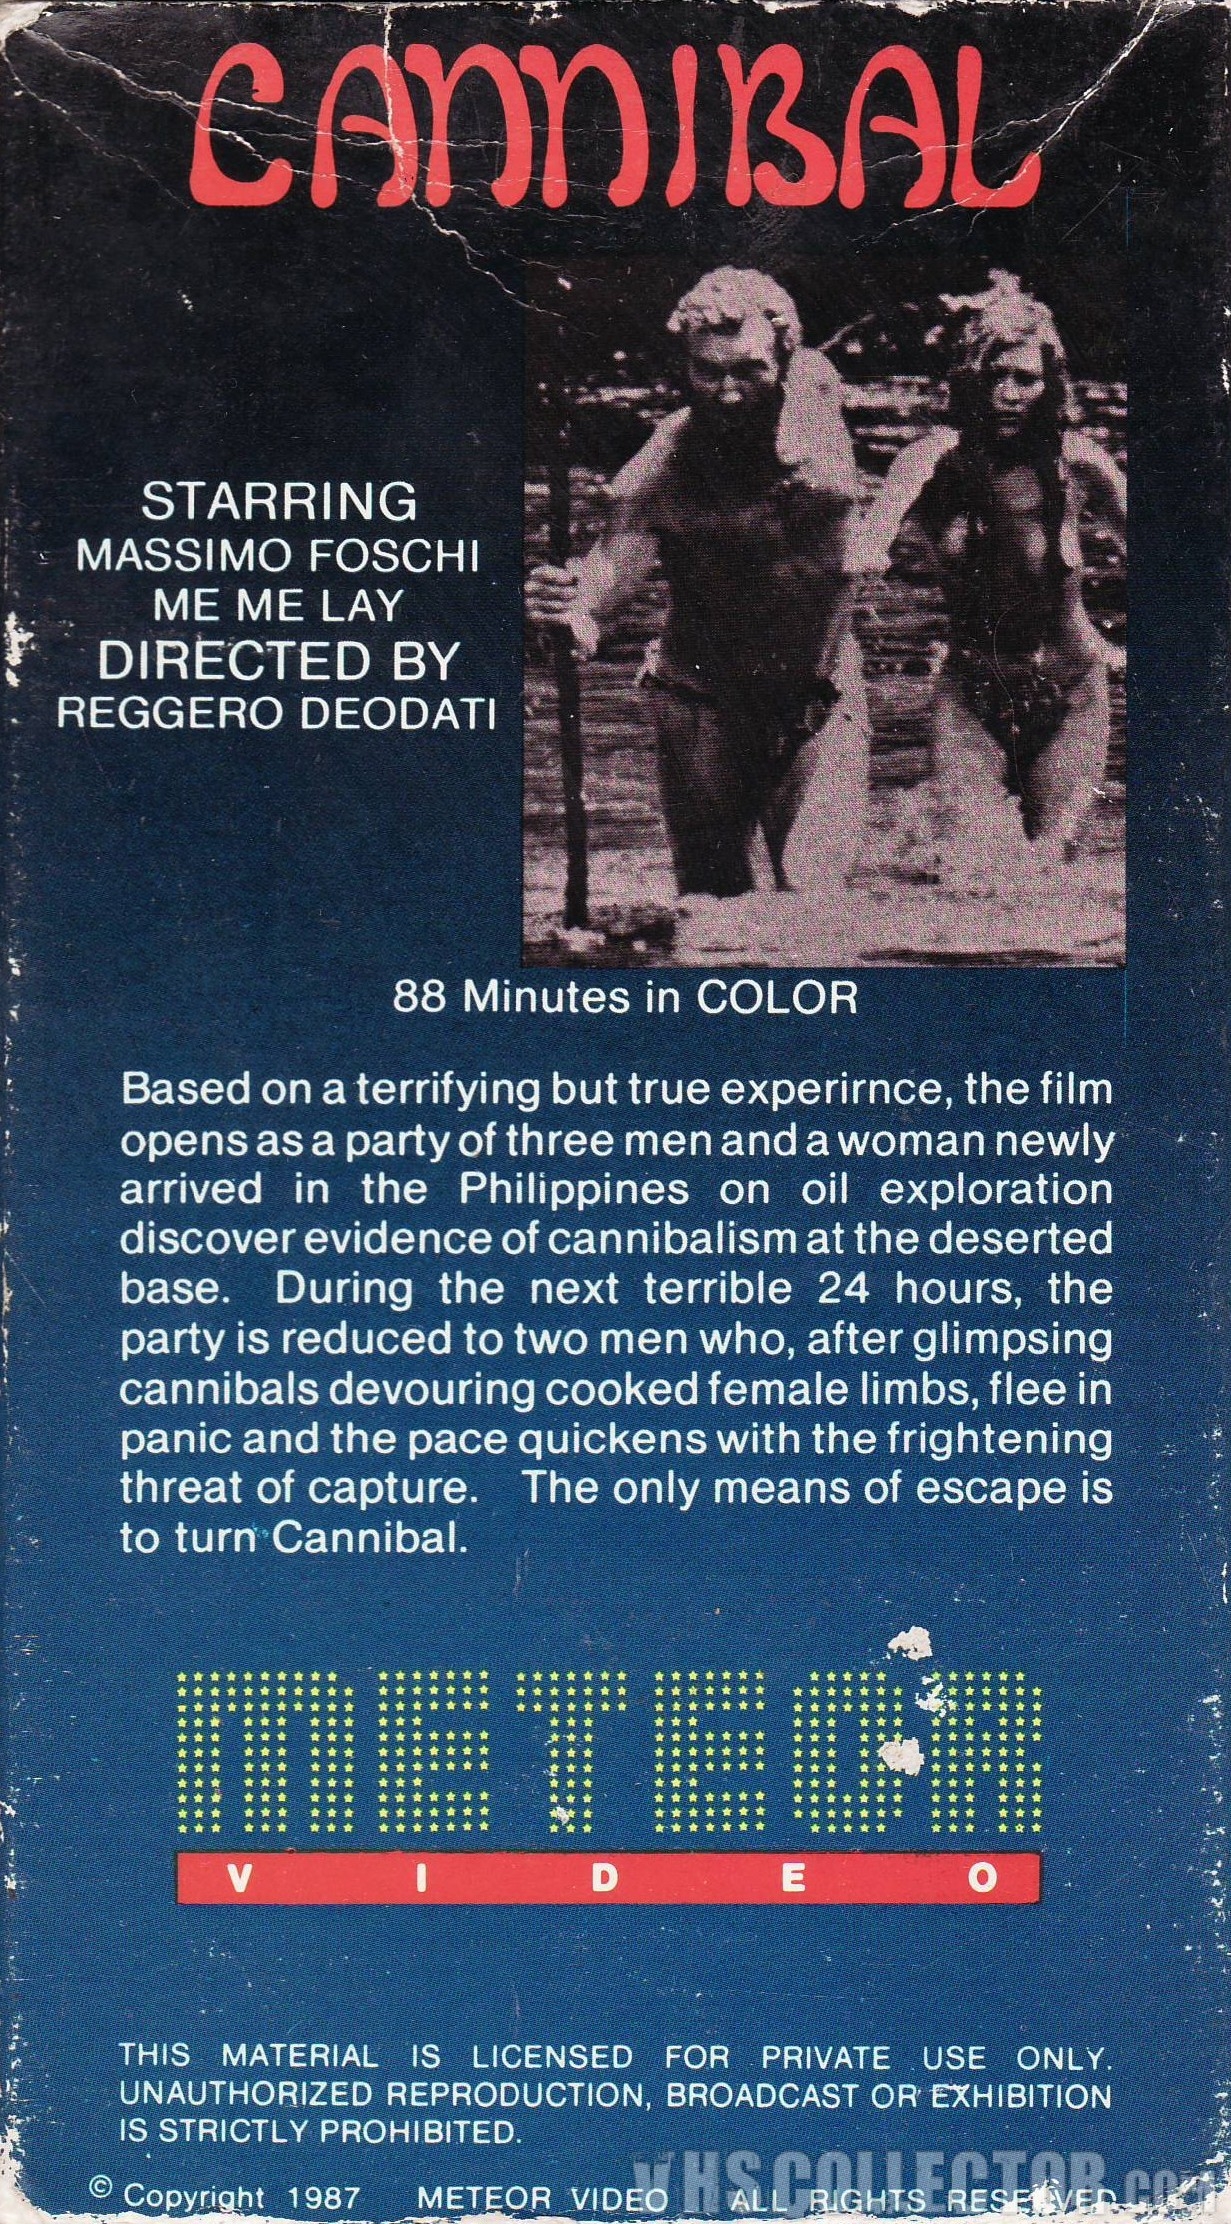 CANNIBAL
STARRING
MASSIMO FOSCHI
ME ME LAY
DIRECTED BY
REGGERO DEODATI
88 Minutes in COLOR
Based on a terrifying but true experirnce, the film
opens as a party of three men and a woman newly
arrived in the Philippines on oil exploration
discover evidence of cannibalism at the deserted
base. During the next terrible 24 hours, the
party is reduced to two men who, after glimpsing
cannibals devouring cooked female limbs, flee in
panic and the pace quickens with the frightening
threat of capture. The only means of escape is
to turn Cannibal.
METEOR
VIDEO
THIS MATERIAL IS LICENSED FOR PRIVATE USE ONLY.
UNAUTHORIZED REPRODUCTION, BROADCAST OR EXHIBITION
IS STRICTLY PROHIBITED.
© Copyright 1987 METEOR VIDEO ALL RIGHTS RESERVED
VHSCOLLECTOR.com